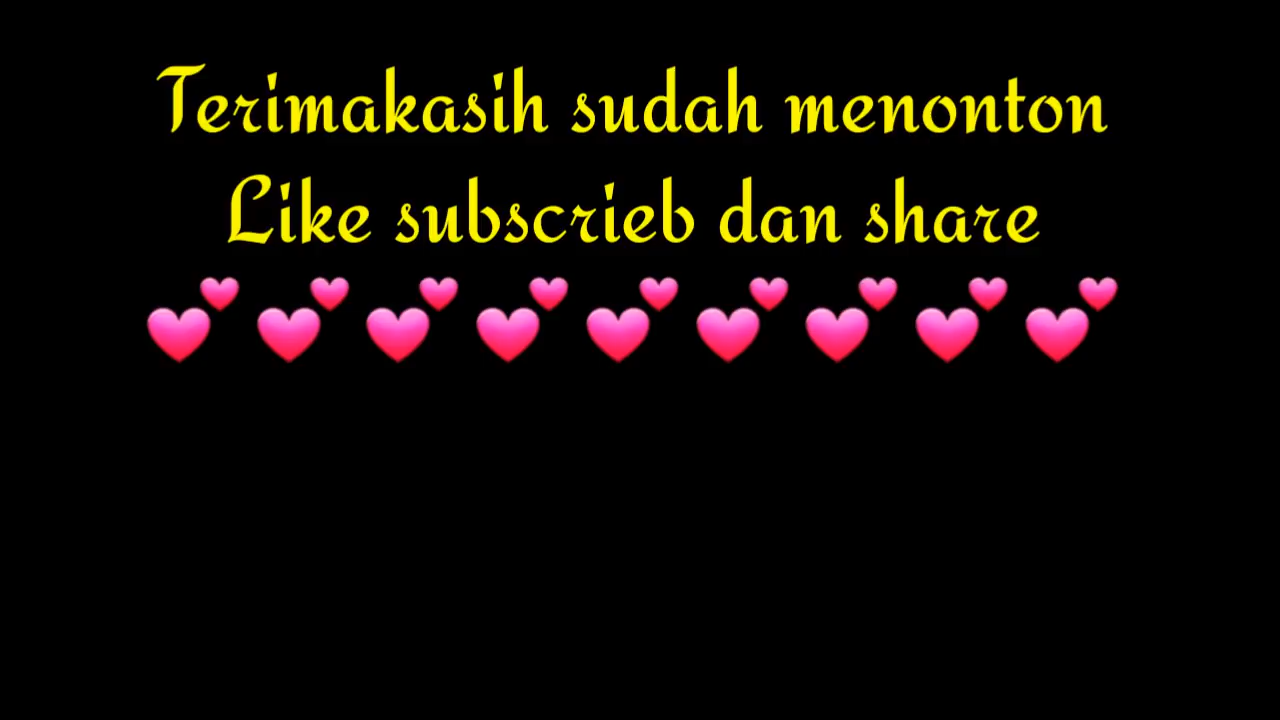 Terimakasih sudah menonton
Like subscrieb dan share
💕💕💕💕💕💕💕💕💕